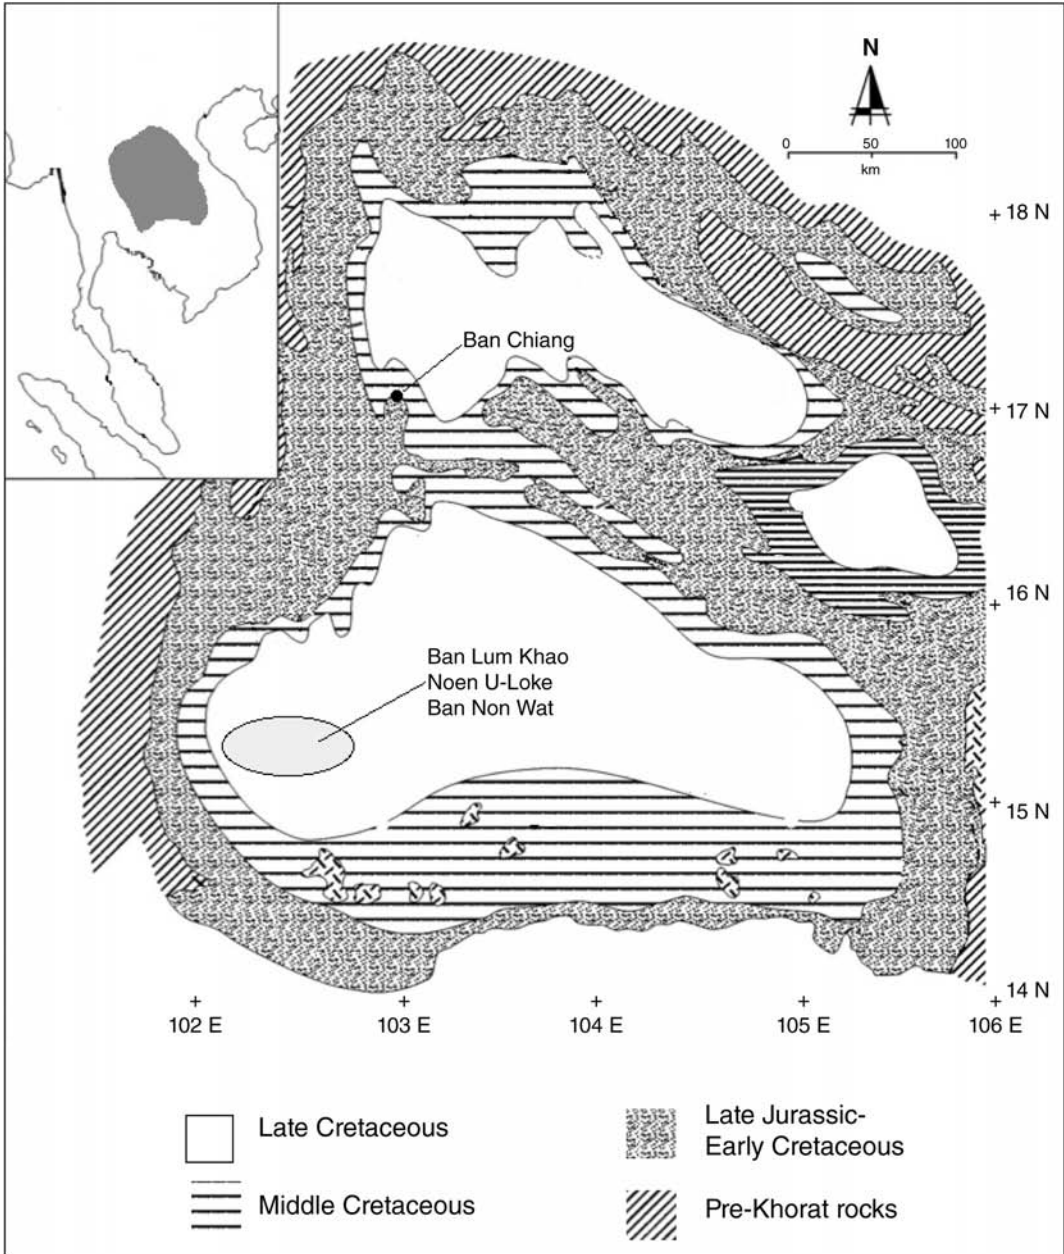 N
0 50 100
km
18 N
Ban Chiang
17 N
16 N
Ban Lum Khao
Noen U-Loke
Ban Non Wat
15 N
14 N
102 E 103 E 104 E 105 E 106 E
Late Cretaceous
Middle Cretaceous
Late Jurassic-
Early Cretaceous
Pre-Khorat rocks